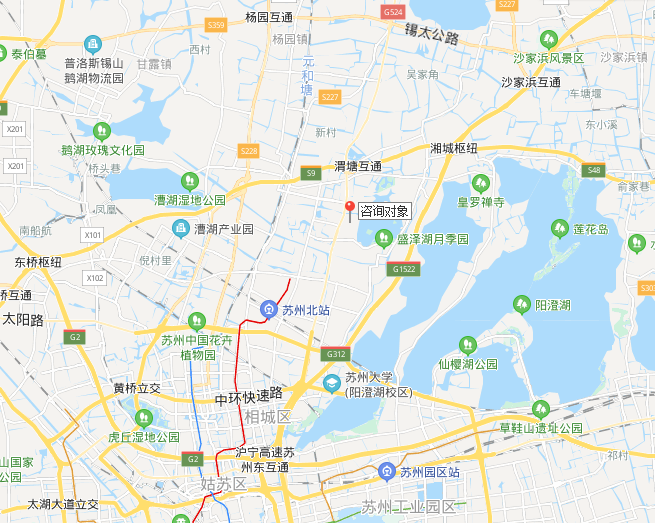 杨园互通
G524
S227
S359
杨园镇
锡太公路
泰伯墓
普洛斯锡山
鹅湖物流园
西村
甘露镇
元和塘
吴家角
沙家浜风景区
沙家浜镇
沙家浜互通
S227
车塘堰
X201
鹅湖玫瑰文化园
新村
东小溪
S228
湘城枢纽
X201
桥头巷
S9
渭塘互通
S48
俞家巷
漕湖湿地公园
凤凰
咨询对象
皇罗禅寺
南船航
X101
漕湖产业园
盛泽湖月季园
莲花岛
东桥枢纽
倪村里
X102
G1522
S30
桥互通
苏州北站
阳澄湖
太阳路
G2
苏州中国花卉
植物园
G312
仙樱湖公园
黄桥立交
中环快速路
苏州大学
(阳澄湖校区)
相城区
虎丘湿地公园
草鞋山遗址公园
G2
沪宁高速苏
州东互通
祁村
山国家
公园
姑苏区
苏州园区站
太湖大道立交
苏州工业园区